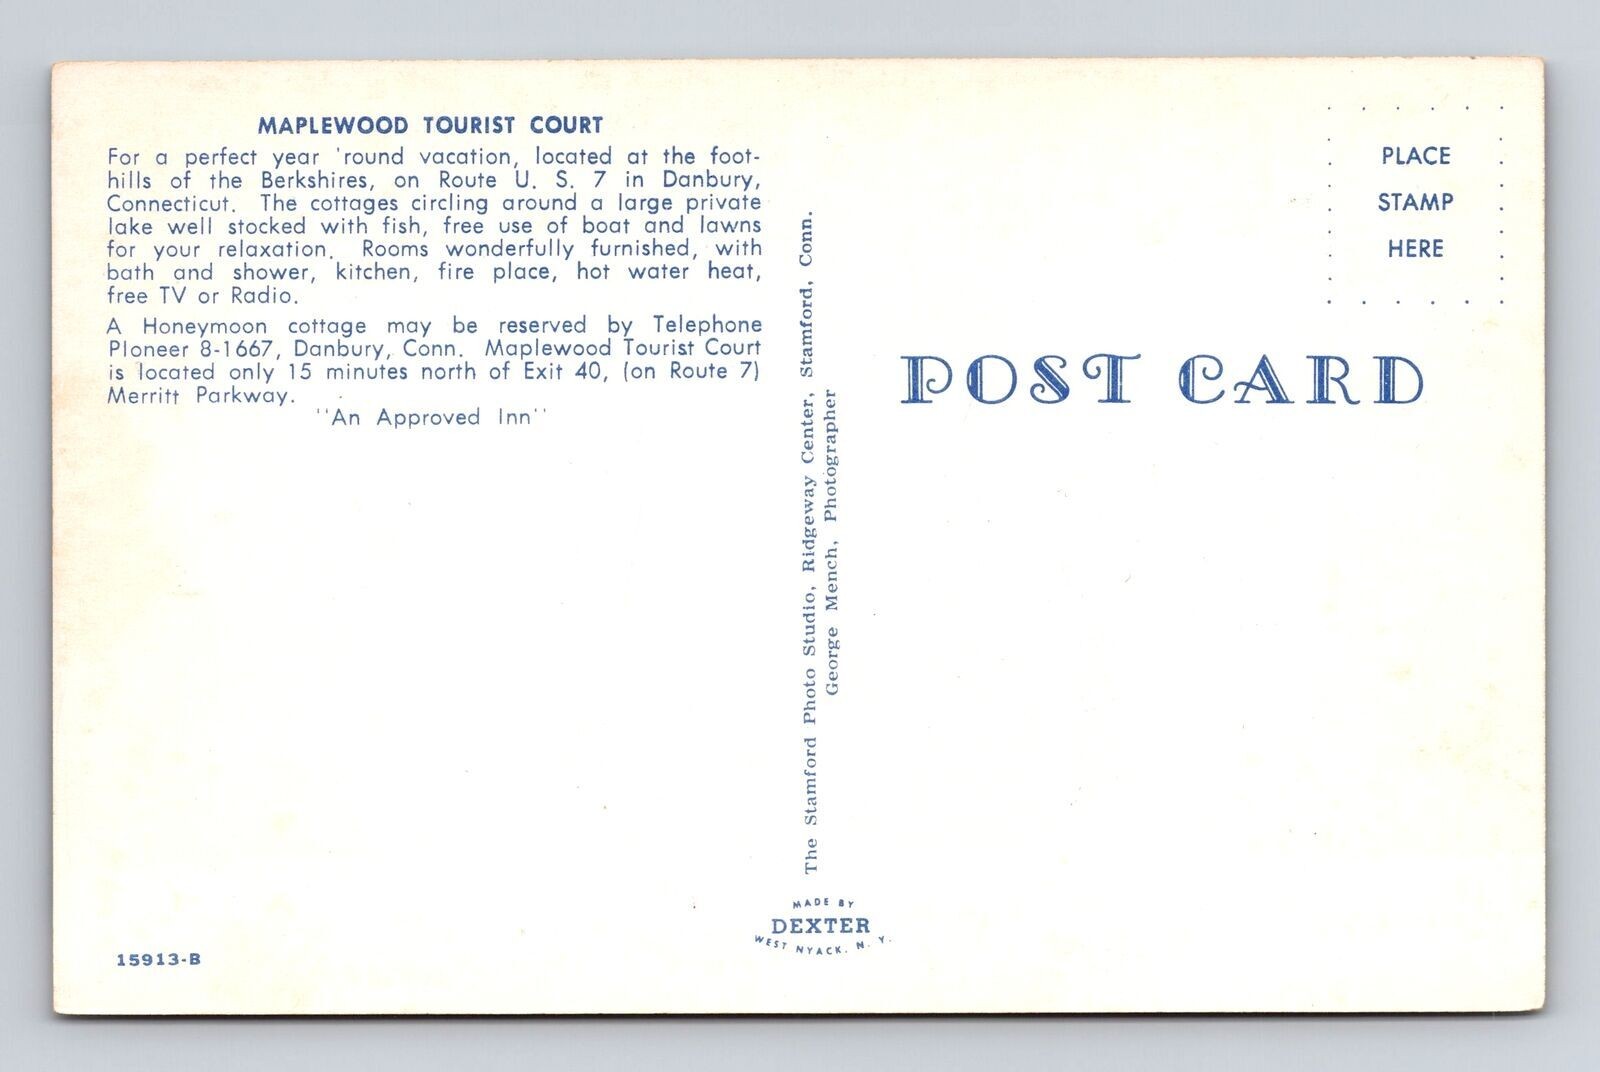 MAPLEWOOD TOURIST COURT
For a perfect year 'round vacation, located at the foot-
hills of the Berkshires, on Route U. S. 7 in Danbury,
Connecticut. The cottages circling around a large private
lake well stocked with fish, free use of boat and lawns
for your relaxation. Rooms wonderfully furnished, with
bath and shower, kitchen, fire place, hot water heat,
free TV or Radio.
A Honeymoon cottage may be reserved by Telephone
PIoneer 8-1667, Danbury, Conn. Maplewood Tourist Court
is located only 15 minutes north of Exit 40, (on Route 7)
Merritt Parkway.
"An Approved Inn"
15913-B
The Stamford Photo Studio, Ridgeway Center, Stamford, Conn.
George Mench, Photographer
MADE BY
DEXTER
WEST NYACK, N. Y.
PLACE
STAMP
HERE
POST CARD